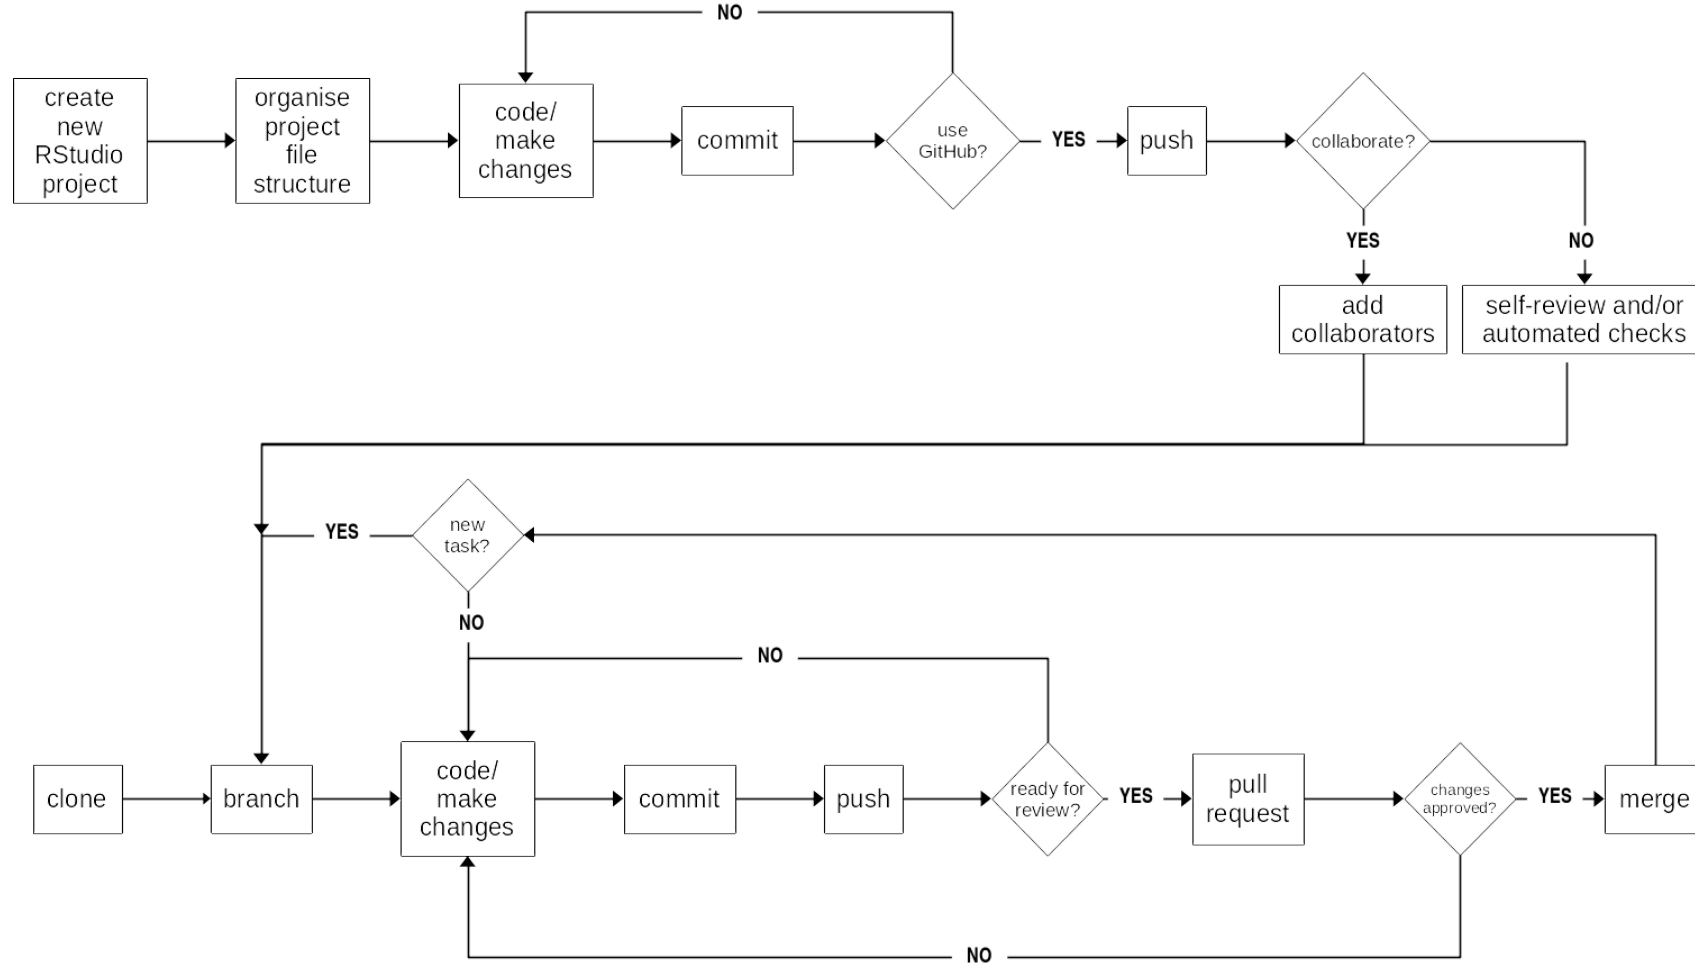 NO
create
new
RStudio
project
organise
project
file
structure
code/
make
changes
commit
use
GitHub?
YES
push
collaborate?
YES
NO
add
collaborators
self-review and/or
automated checks
YES
new
task?
NO
NO
clone
branch
code/
make
changes
commit
push
ready for
review?
YES
pull
request
changes
approved?
YES
merge
NO